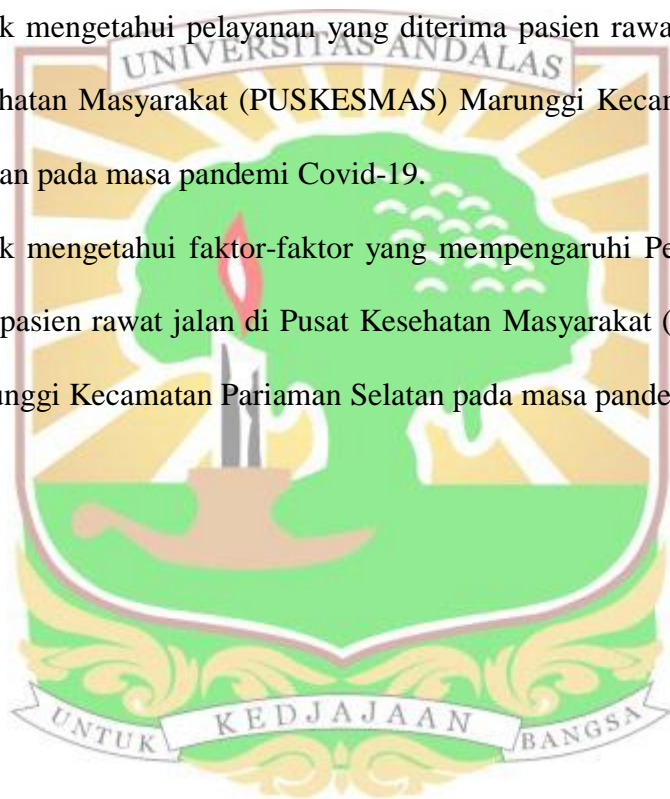 k mengetahui pelayanan yang diterima pasien rawa
UNIVERSITAS ANDALAS
hatan Masyarakat (PUSKESMAS) Marunggi Kecan
an pada masa pandemi Covid-19.
k mengetahui faktor-faktor yang mempengaruhi Pe
pasien rawat jalan di Pusat Kesehatan Masyarakat (
unggi Kecamatan Pariaman Selatan pada masa pande
UNTUK KEDJAJAAN BANGSA